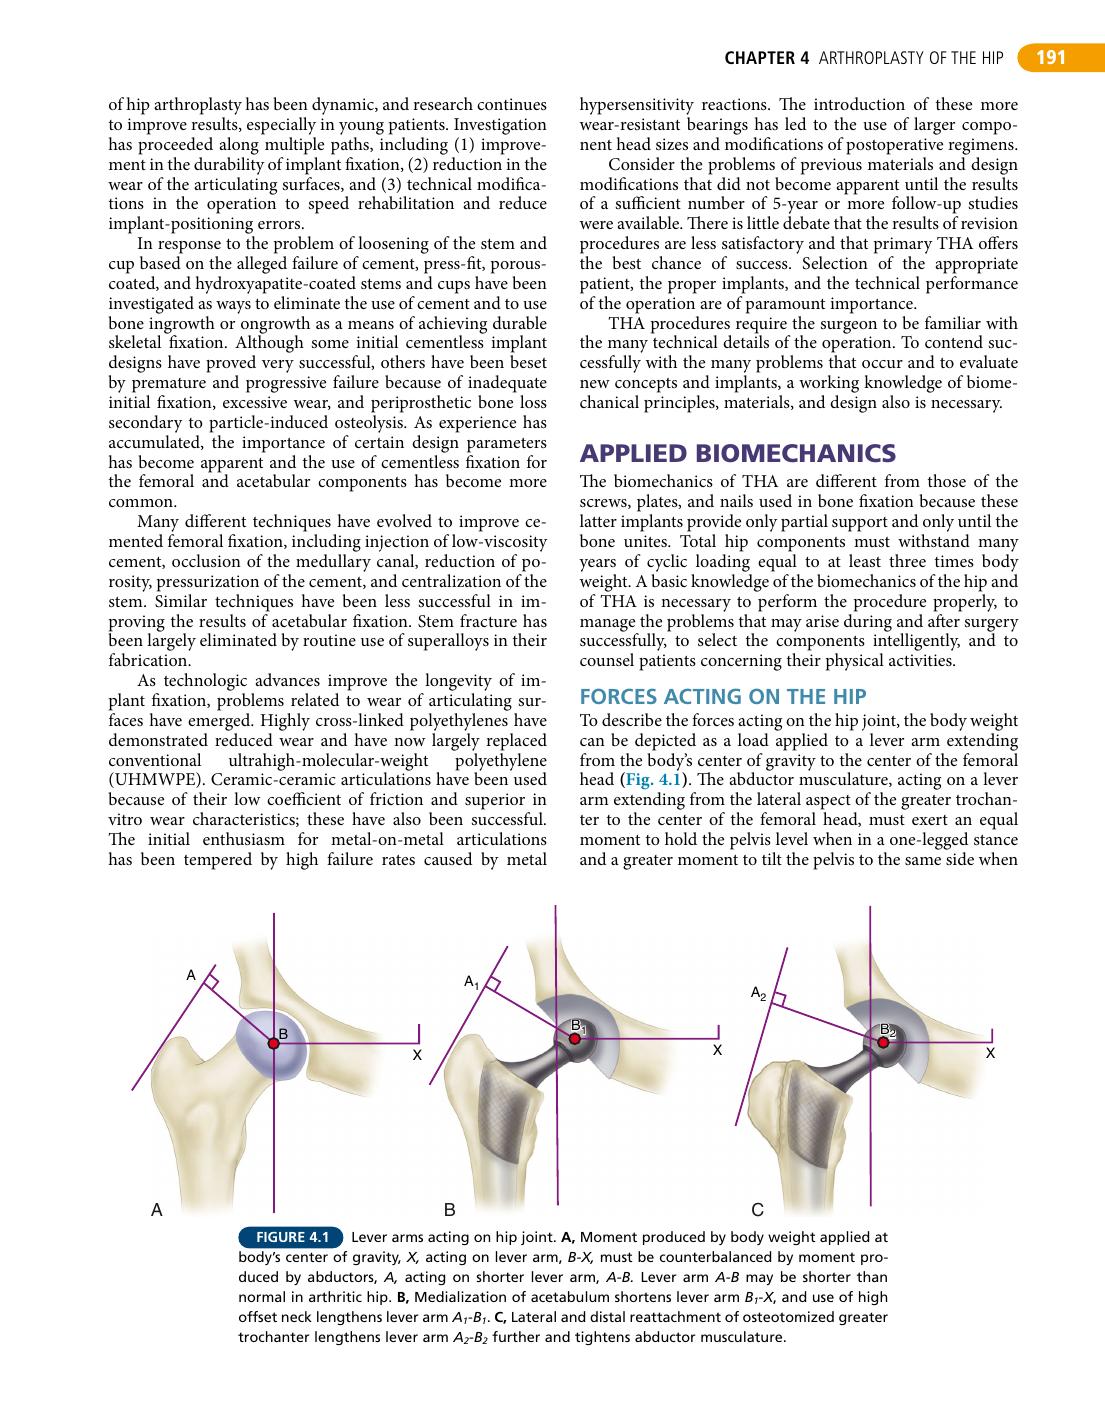 CHAPTER 4 ARTHROPLASTY OF THE HIP 191
of hip arthroplasty has been dynamic, and research continues
to improve results, especially in young patients. Investigation
has proceeded along multiple paths, including (1) improve-
ment in the durability of implant fixation, (2) reduction in the
wear of the articulating surfaces, and (3) technical modifica-
tions in the operation to speed rehabilitation and reduce
implant-positioning errors.
In response to the problem of loosening of the stem and
cup based on the alleged failure of cement, press-fit, porous-
coated, and hydroxyapatite-coated stems and cups have been
investigated as ways to eliminate the use of cement and to use
bone ingrowth or ongrowth as a means of achieving durable
skeletal fixation. Although some initial cementless implant
designs have proved very successful, others have been beset
by premature and progressive failure because of inadequate
initial fixation, excessive wear, and periprosthetic bone loss
secondary to particle-induced osteolysis. As experience has
accumulated, the importance of certain design parameters
has become apparent and the use of cementless fixation for
the femoral and acetabular components has become more
common.
Many different techniques have evolved to improve ce-
mented femoral fixation, including injection of low-viscosity
cement, occlusion of the medullary canal, reduction of po-
rosity, pressurization of the cement, and centralization of the
stem. Similar techniques have been less successful in im-
proving the results of acetabular fixation. Stem fracture has
been largely eliminated by routine use of superalloys in their
fabrication.
As technologic advances improve the longevity of im-
plant fixation, problems related to wear of articulating sur-
faces have emerged. Highly cross-linked polyethylenes have
demonstrated reduced wear and have now largely replaced
conventional ultrahigh-molecular-weight polyethylene
(UHMWPE). Ceramic-ceramic articulations have been used
because of their low coefficient of friction and superior in
vitro wear characteristics; these have also been successful.
The initial enthusiasm for metal-on-metal articulations
has been tempered by high failure rates caused by metal
hypersensitivity reactions. The introduction of these more
wear-resistant bearings has led to the use of larger compo-
nent head sizes and modifications of postoperative regimens.
Consider the problems of previous materials and design
modifications that did not become apparent until the results
of a sufficient number of 5-year or more follow-up studies
were available. There is little debate that the results of revision
procedures are less satisfactory and that primary THA offers
the best chance of success. Selection of the appropriate
patient, the proper implants, and the technical performance
of the operation are of paramount importance.
THA procedures require the surgeon to be familiar with
the many technical details of the operation. To contend suc-
cessfully with the many problems that occur and to evaluate
new concepts and implants, a working knowledge of biome-
chanical principles, materials, and design also is necessary.
APPLIED BIOMECHANICS
The biomechanics of THA are different from those of the
screws, plates, and nails used in bone fixation because these
latter implants provide only partial support and only until the
bone unites. Total hip components must withstand many
years of cyclic loading equal to at least three times body
weight. A basic knowledge of the biomechanics of the hip and
of THA is necessary to perform the procedure properly, to
manage the problems that may arise during and after surgery
successfully, to select the components intelligently, and to
counsel patients concerning their physical activities.
FORCES ACTING ON THE HIP
To describe the forces acting on the hip joint, the body weight
can be depicted as a load applied to a lever arm extending
from the body's center of gravity to the center of the femoral
head (Fig. 4.1). The abductor musculature, acting on a lever
arm extending from the lateral aspect of the greater trochan-
ter to the center of the femoral head, must exert an equal
moment to hold the pelvis level when in a one-legged stance
and a greater moment to tilt the pelvis to the same side when
A
B
X
A
A1
B1
X
B
A2
B2
X
C
FIGURE 4.1 Lever arms acting on hip joint. A, Moment produced by body weight applied at
body's center of gravity, X, acting on lever arm, B-X, must be counterbalanced by moment pro-
duced by abductors, A, acting on shorter lever arm, A-B. Lever arm A-B may be shorter than
normal in arthritic hip. B, Medialization of acetabulum shortens lever arm B1-X, and use of high
offset neck lengthens lever arm A1-B1. C, Lateral and distal reattachment of osteotomized greater
trochanter lengthens lever arm A2-B2 further and tightens abductor musculature.